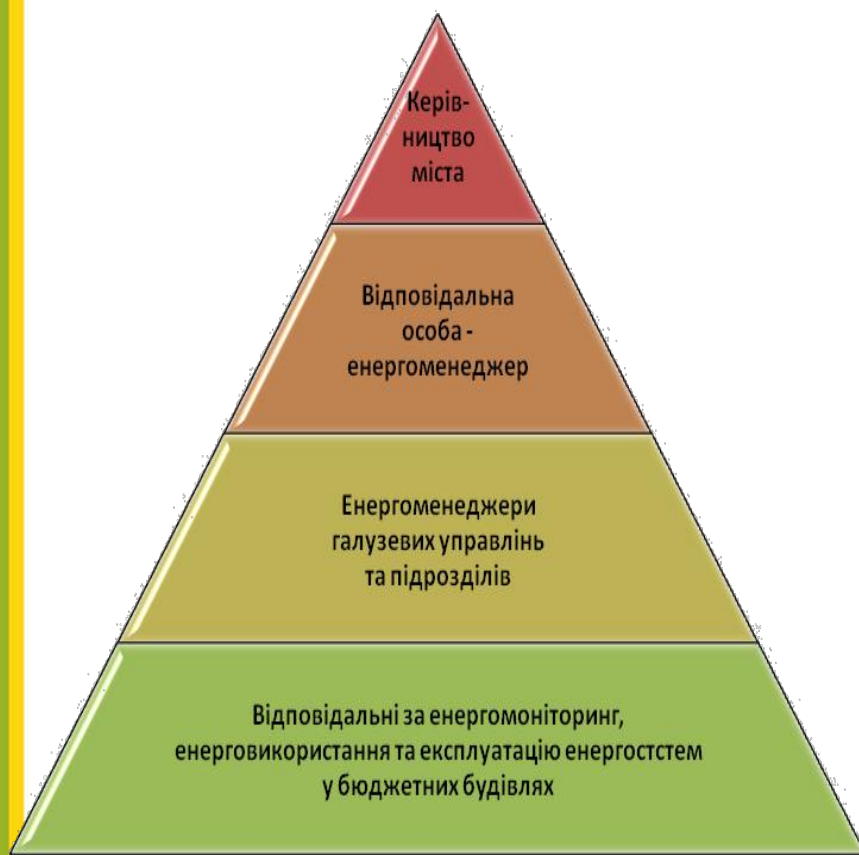 Керів-
ництво
міста
Відповідальна
особа -
енергоменеджер
Енергоменеджери
галузевих управлінь
та підрозділів
Відповідальні за енергомоніторинг,
енерговикористання та експлуатацію енергостстем
у бюджетних будівлях